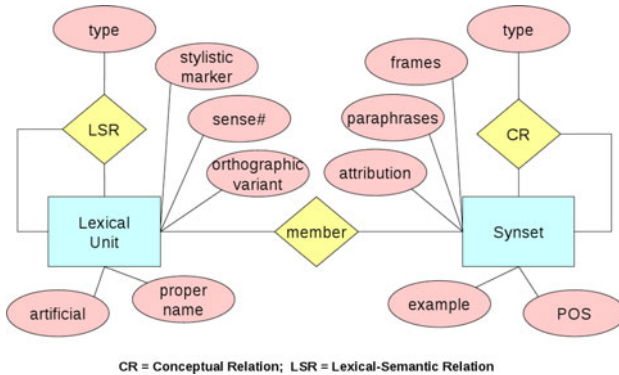 type
type
stylistic
marker
frames
sense#
paraphrases
LSR
CR
orthographic
variant
attribution
Lexical
Unit
member
Synset
artificial
proper
name
example
POS
CR = Conceptual Relation; LSR = Lexical-Semantic Relation